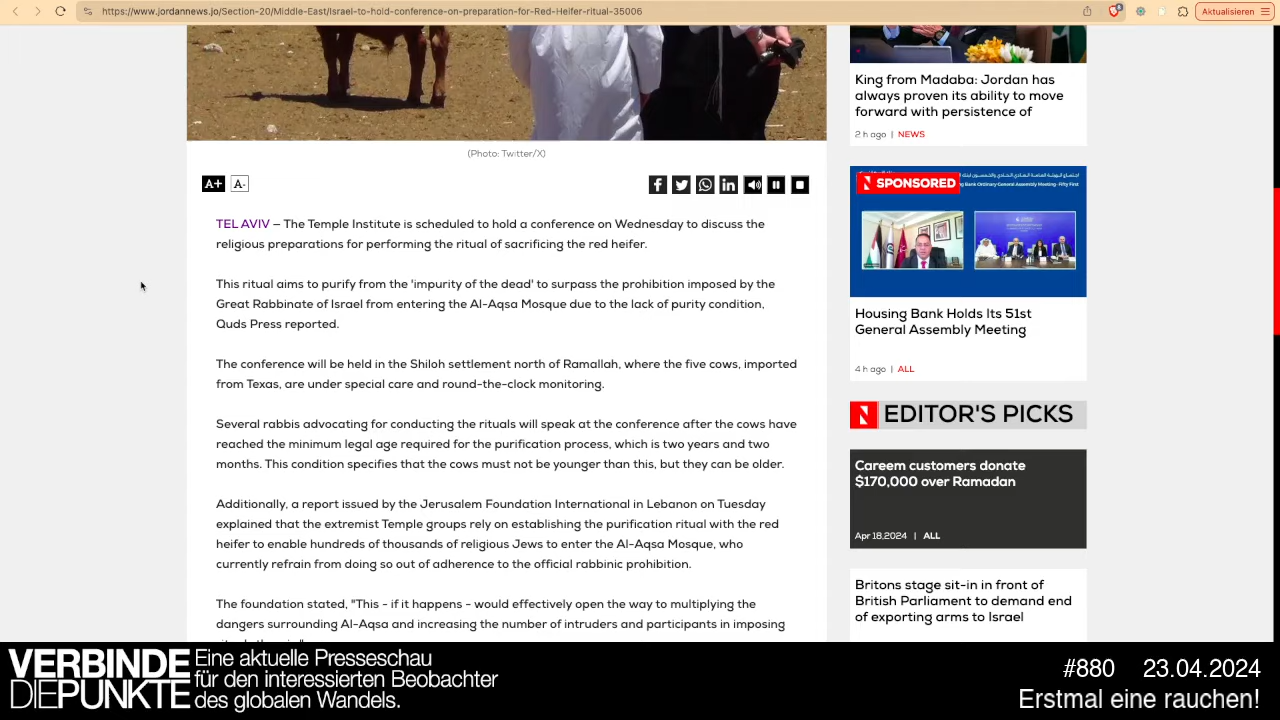 https://www.jordannews.jo/Section-20/Middle-East/Israel-to-hold-conference-on-preparation-for-Red-Heifer-ritual-35006
Aktualisieren
(Photo: Twitter/X)
A+ A-
TEL AVIV – The Temple Institute is scheduled to hold a conference on Wednesday to discuss the
religious preparations for performing the ritual of sacrificing the red heifer.
This ritual aims to purify from the 'impurity of the dead' to surpass the prohibition imposed by the
Great Rabbinate of Israel from entering the Al-Aqsa Mosque due to the lack of purity condition,
Quds Press reported.
The conference will be held in the Shiloh settlement north of Ramallah, where the five cows, imported
from Texas, are under special care and round-the-clock monitoring.
Several rabbis advocating for conducting the rituals will speak at the conference after the cows have
reached the minimum legal age required for the purification process, which is two years and two
months. This condition specifies that the cows must not be younger than this, but they can be older.
Additionally, a report issued by the Jerusalem Foundation International in Lebanon on Tuesday
explained that the extremist Temple groups rely on establishing the purification ritual with the red
heifer to enable hundreds of thousands of religious Jews to enter the Al-Aqsa Mosque, who
currently refrain from doing so out of adherence to the official rabbinic prohibition.
The foundation stated, "This - if it happens - would effectively open the way to multiplying the
dangers surrounding Al-Aqsa and increasing the number of intruders and participants in imposing
King from Madaba: Jordan has
always proven its ability to move
forward with persistence of
2 h ago | NEWS
SPONSORED
Housing Bank Holds Its 51st
General Assembly Meeting
4 h ago | ALL
EDITOR'S PICKS
Careem customers donate
$170,000 over Ramadan
Apr 18,2024 | ALL
Britons stage sit-in in front of
British Parliament to demand end
of exporting arms to Israel
VERBINDE
DIEPUNKTE
Eine aktuelle Presseschau
für den interessierten Beobachter
des globalen Wandels.
#880 23.04.2024
Erstmal eine rauchen!